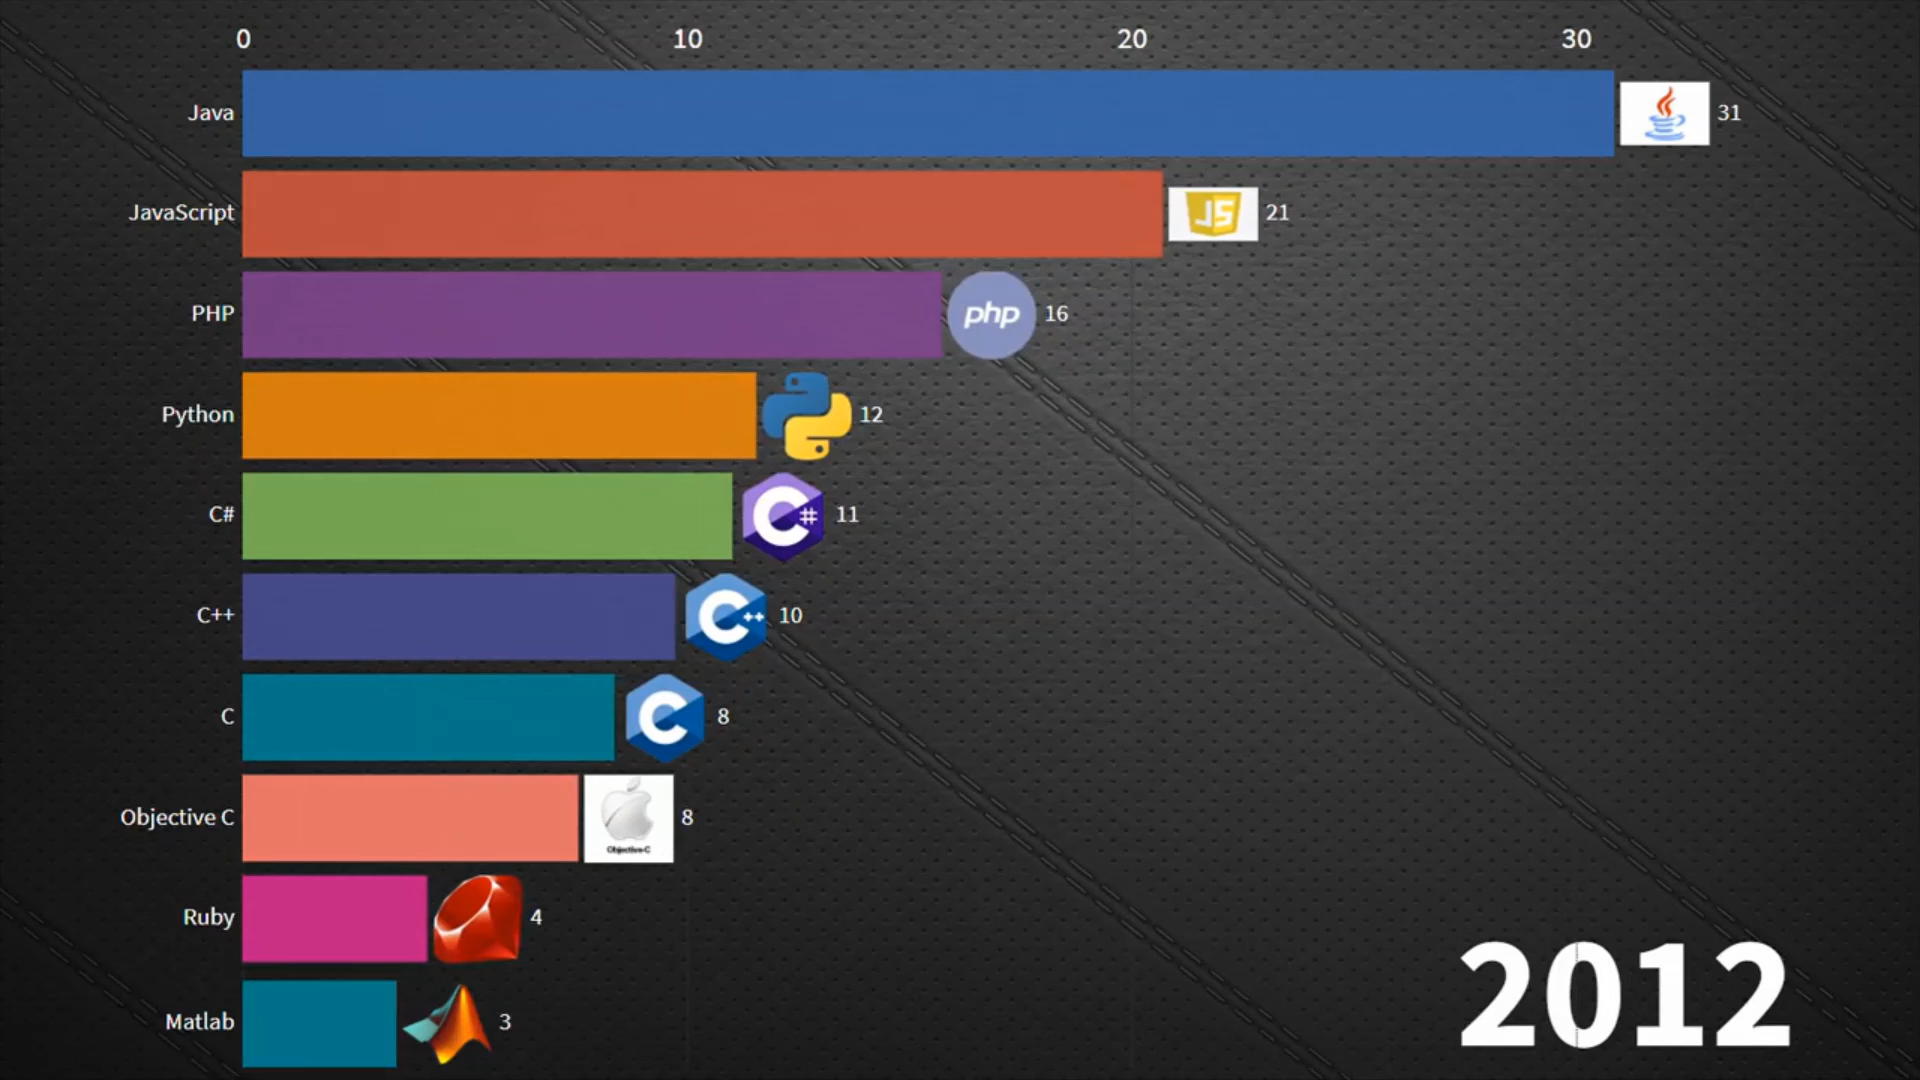 0 10 20 30
Java 31
JavaScript JS 21
PHP php 16
Python 12
C# C# 11
C++ C++ 10
C C 8
Objective C Objective-C 8
Ruby 4
Matlab 3
2012